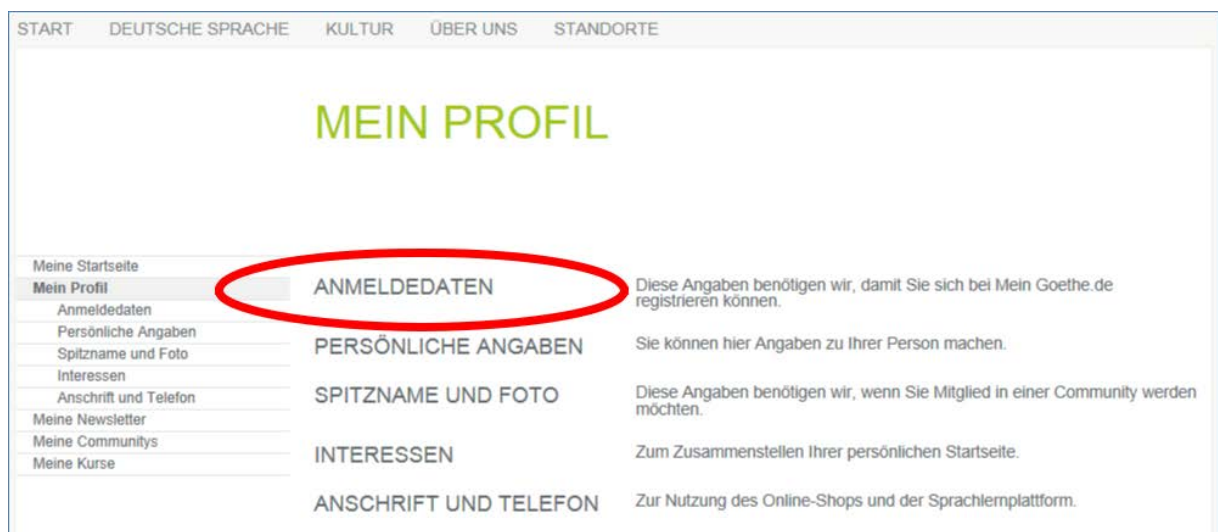 START DEUTSCHE SPRACHE KULTUR ÜBER UNS STANDORTE
MEIN PROFIL
Meine Startseite
Mein Profil
Anmeldedaten
Persönliche Angaben
Spitzname und Foto
Interessen
Anschrift und Telefon
Meine Newsletter
Meine Communitys
Meine Kurse
ANMELDEDATEN
Diese Angaben benötigen wir, damit Sie sich bei Mein Goethe.de
registrieren können.
PERSÖNLICHE ANGABEN
Sie können hier Angaben zu Ihrer Person machen.
SPITZNAME UND FOTO
Diese Angaben benötigen wir, wenn Sie Mitglied in einer Community werden
möchten.
INTERESSEN
Zum Zusammenstellen Ihrer persönlichen Startseite.
ANSCHRIFT UND TELEFON
Zur Nutzung des Online-Shops und der Sprachlernplattform.